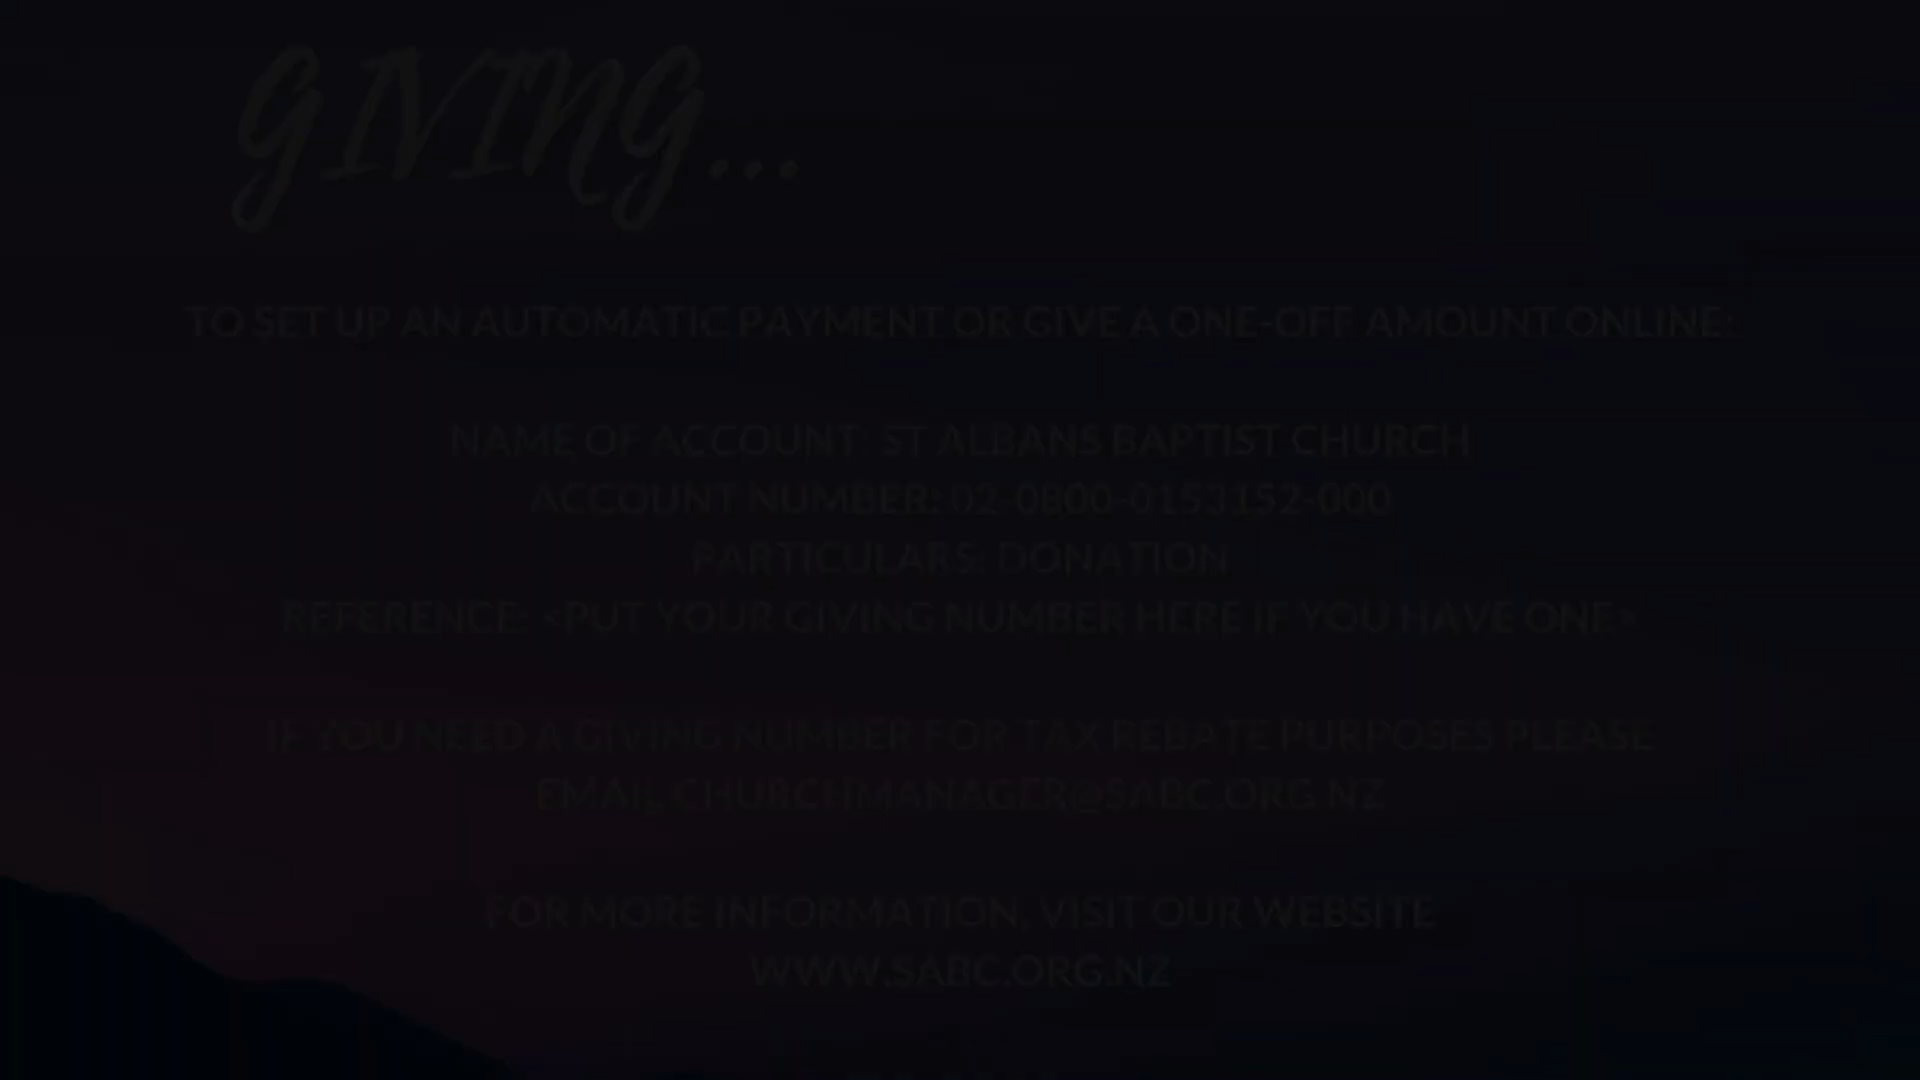 GIVING...
TO SET UP AN AUTOMATIC PAYMENT OR GIVE A ONE-OFF AMOUNT ONLINE:
NAME OF ACCOUNT: ST ALBANS BAPTIST CHURCH
ACCOUNT NUMBER: 02-0800-0153152-000
PARTICULARS: DONATION
REFERENCE: <PUT YOUR GIVING NUMBER HERE IF YOU HAVE ONE>
IF YOU NEED A GIVING NUMBER FOR TAX REBATE PURPOSES PLEASE
EMAIL CHURCHMANAGER@SABC.ORG.NZ
FOR MORE INFORMATION, VISIT OUR WEBSITE
WWW.SABC.ORG.NZ